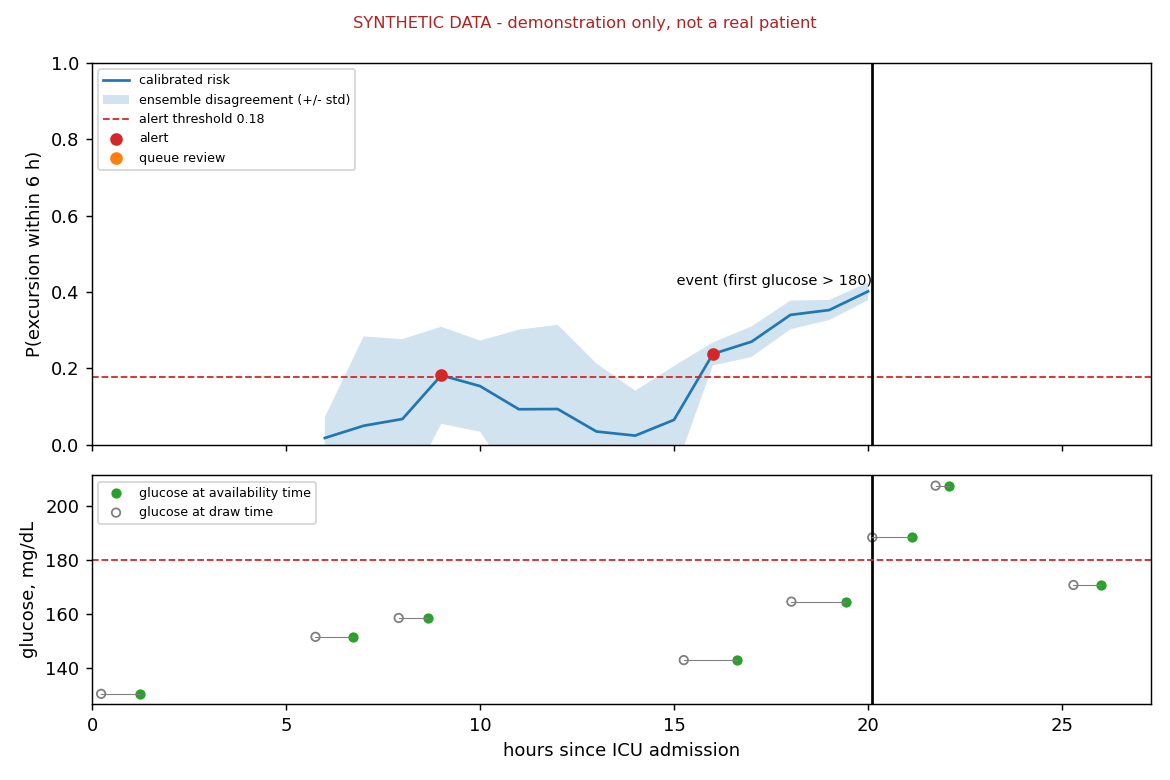 SYNTHETIC DATA - demonstration only, not a real patient
1.0
0.8
0.6
0.4
0.2
0.0
P(excursion within 6 h)
calibrated risk
ensemble disagreement (+/- std)
alert threshold 0.18
alert
queue review
event (first glucose > 180)
200
180
160
140
glucose, mg/dL
glucose at availability time
glucose at draw time
0
5
10
15
20
25
hours since ICU admission